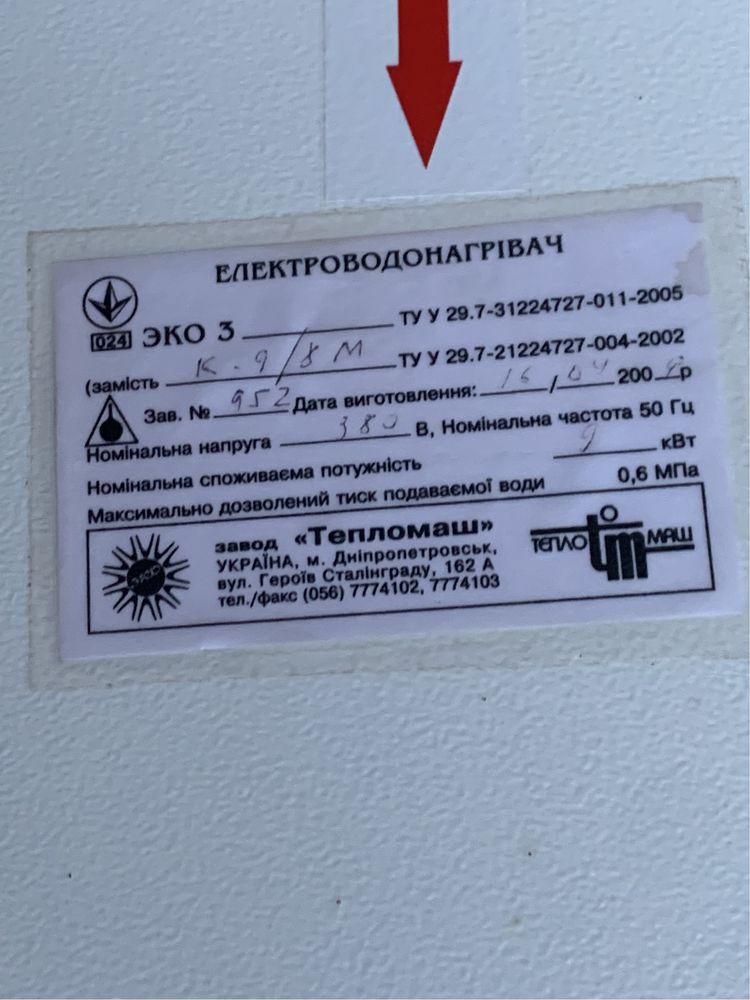 ЕЛЕКТРОВОДОНАГРІВАЧ
024 ЭКО 3 ТУ У 29.7-31224727-011-2005
(замість К-9/8М ТУ У 29.7-21224727-004-2002
Зав. № 952 Дата виготовлення: 16/04 200 р
Номінальна напруга 380 В, Номінальна частота 50 Гц
Номінальна споживаєма потужність 9 кВт
Максимально дозволений тиск подаваємої води 0,6 МПа
завод «Тепломаш»
УКРАЇНА, м. Дніпропетровськ,
вул. Героїв Сталінграду, 162 А
тел./факс (056) 7774102, 7774103
ЭКО
ТЕПЛО МАШ